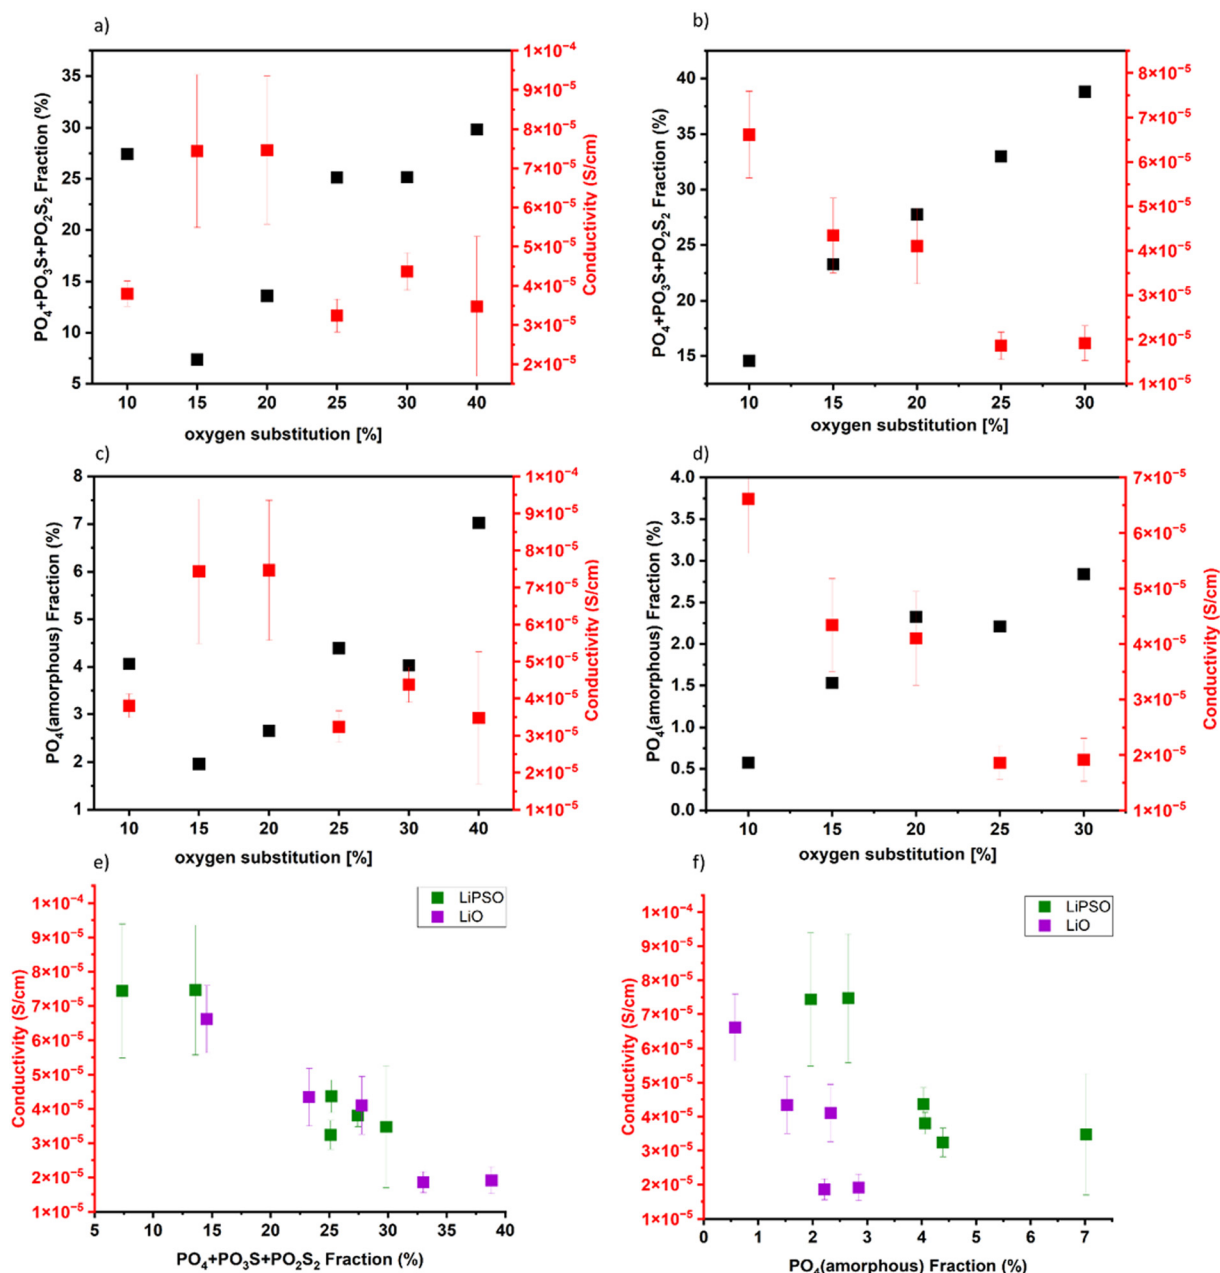 a)
PO₄+PO₃S+PO₂S₂ Fraction (%)
35
30
25
20
15
10
5
10 15 20 25 30 40
oxygen substitution [%]
1×10⁻⁴
9×10⁻⁵
8×10⁻⁵
7×10⁻⁵
6×10⁻⁵
5×10⁻⁵
4×10⁻⁵
3×10⁻⁵
2×10⁻⁵
Conductivity (S/cm)
b)
PO₄+PO₃S+PO₂S₂ Fraction (%)
40
35
30
25
20
15
10 15 20 25 30
oxygen substitution [%]
8×10⁻⁵
7×10⁻⁵
6×10⁻⁵
5×10⁻⁵
4×10⁻⁵
3×10⁻⁵
2×10⁻⁵
1×10⁻⁵
Conductivity (S/cm)
c)
PO₄(amorphous) Fraction (%)
8
7
6
5
4
3
2
1
10 15 20 25 30 40
oxygen substitution [%]
1×10⁻⁴
9×10⁻⁵
8×10⁻⁵
7×10⁻⁵
6×10⁻⁵
5×10⁻⁵
4×10⁻⁵
3×10⁻⁵
2×10⁻⁵
1×10⁻⁵
Conductivity (S/cm)
d)
PO₄(amorphous) Fraction (%)
4.0
3.5
3.0
2.5
2.0
1.5
1.0
0.5
0.0
10 15 20 25 30
oxygen substitution [%]
7×10⁻⁵
6×10⁻⁵
5×10⁻⁵
4×10⁻⁵
3×10⁻⁵
2×10⁻⁵
1×10⁻⁵
Conductivity (S/cm)
e)
LiPSO
LiO
Conductivity (S/cm)
1×10⁻⁴
9×10⁻⁵
8×10⁻⁵
7×10⁻⁵
6×10⁻⁵
5×10⁻⁵
4×10⁻⁵
3×10⁻⁵
2×10⁻⁵
1×10⁻⁵
5 10 15 20 25 30 35 40
PO₄+PO₃S+PO₂S₂ Fraction (%)
f)
LiPSO
LiO
Conductivity (S/cm)
1×10⁻⁴
9×10⁻⁵
8×10⁻⁵
7×10⁻⁵
6×10⁻⁵
5×10⁻⁵
4×10⁻⁵
3×10⁻⁵
2×10⁻⁵
1×10⁻⁵
0 1 2 3 4 5 6 7
PO₄(amorphous) Fraction (%)